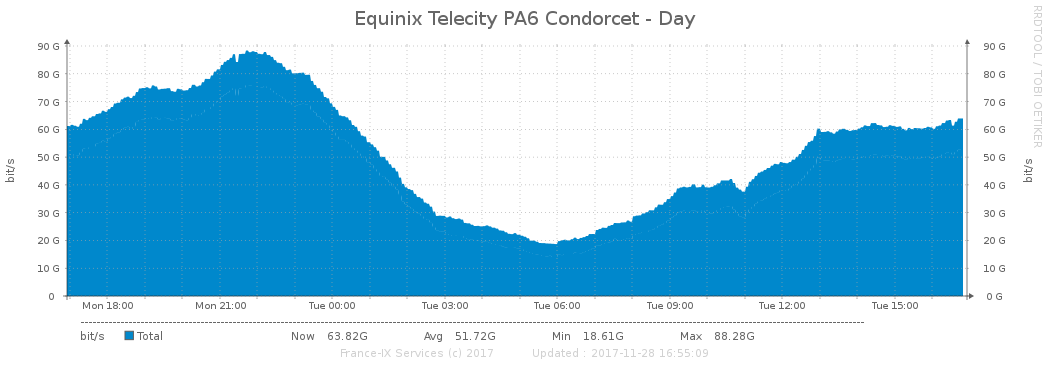 Equinix Telecity PA6 Condorcet - Day
RRDTOOL / TOBI OETIKER
90 G 90 G
80 G 80 G
70 G 70 G
60 G 60 G
50 G 50 G
40 G 40 G
30 G 30 G
20 G 20 G
10 G 10 G
0 0 G
bit/s bit/s
Mon 18:00 Mon 21:00 Tue 00:00 Tue 03:00 Tue 06:00 Tue 09:00 Tue 12:00 Tue 15:00
bit/s Total Now 63.82G Avg 51.72G Min 18.61G Max 88.28G
France-IX Services (c) 2017 Updated : 2017-11-28 16:55:09